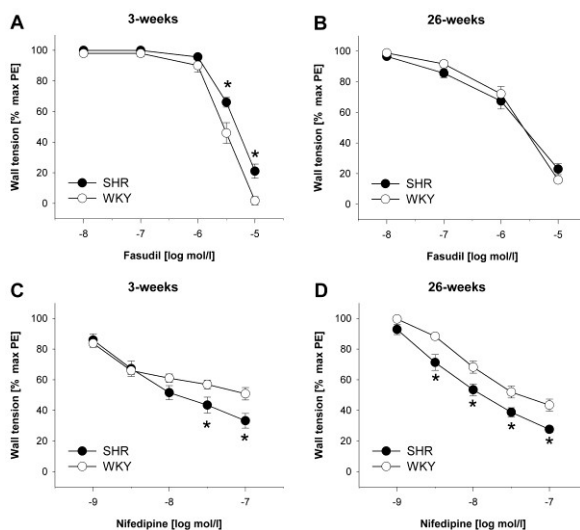 A
3-weeks
Wall tension [% max PE]
100
80
60
40
20
0
*
*
SHR
WKY
-8
-7
-6
-5
Fasudil [log mol/l]
B
26-weeks
Wall tension [% max PE]
100
80
60
40
20
0
SHR
WKY
-8
-7
-6
-5
Fasudil [log mol/l]
C
3-weeks
Wall tension [% max PE]
100
80
60
40
20
0
*
*
SHR
WKY
-9
-8
-7
Nifedipine [log mol/l]
D
26-weeks
Wall tension [% max PE]
100
80
60
40
20
0
*
*
*
*
SHR
WKY
-9
-8
-7
Nifedipine [log mol/l]